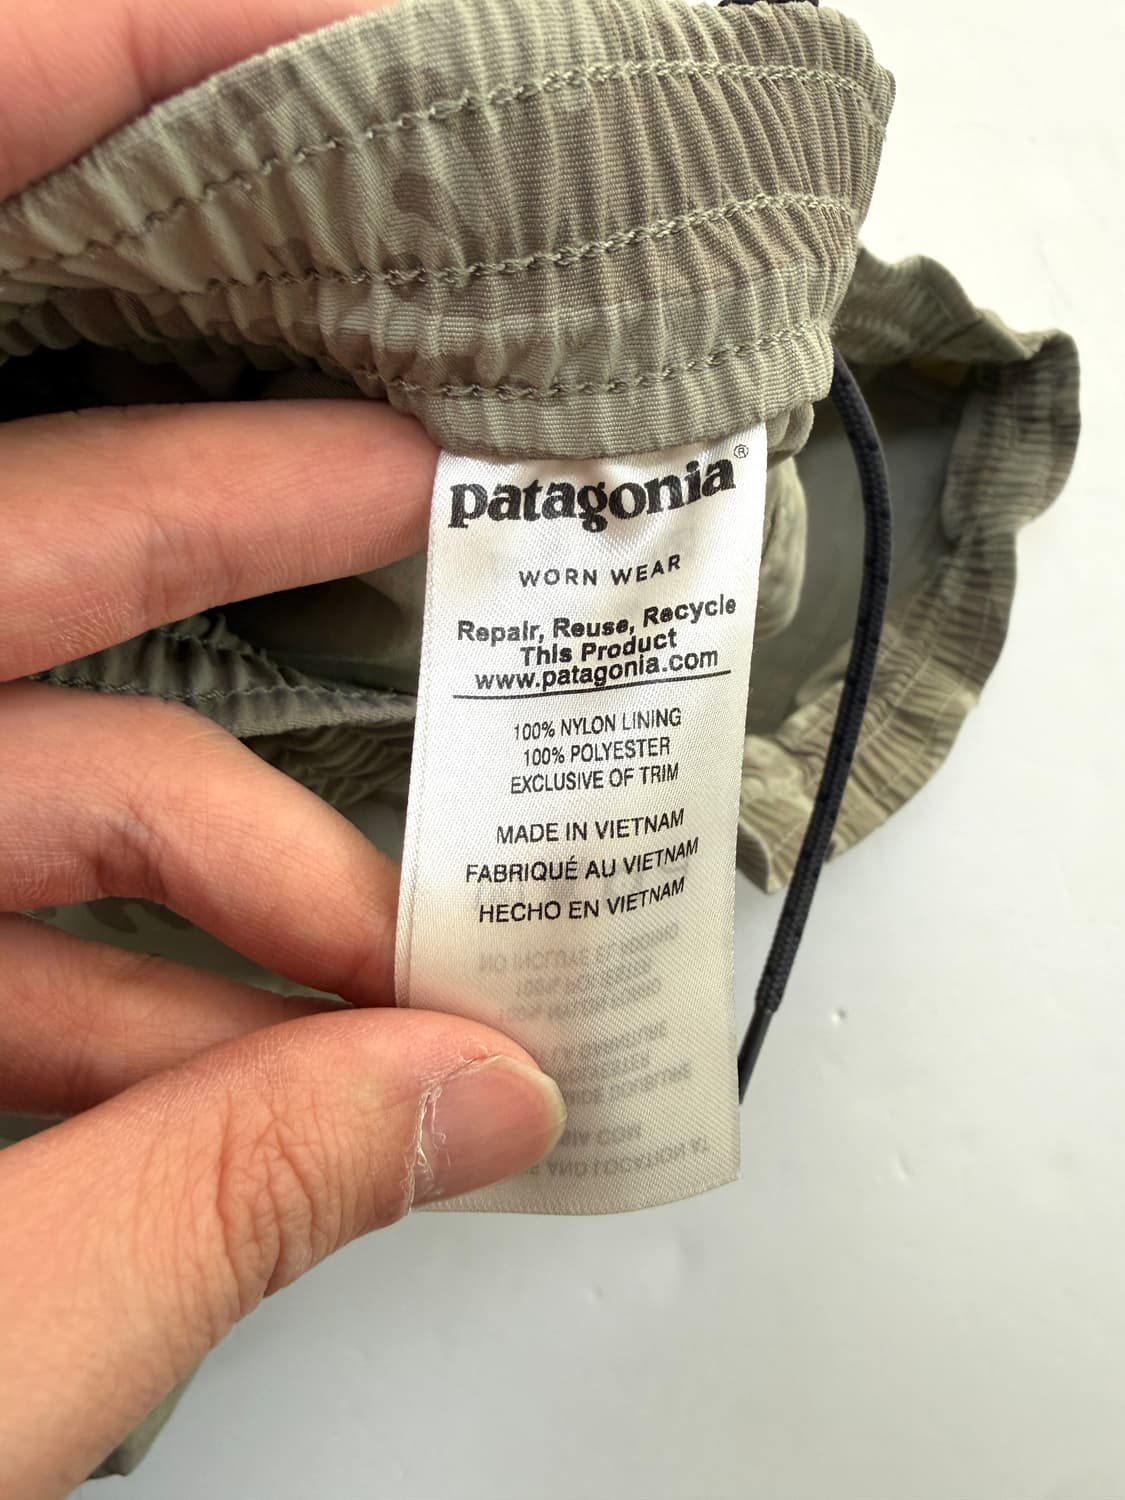 patagonia®
WORN WEAR
Repair, Reuse, Recycle
This Product
www.patagonia.com
100% NYLON LINING
100% POLYESTER
EXCLUSIVE OF TRIM
MADE IN VIETNAM
FABRIQUÉ AU VIETNAM
HECHO EN VIETNAM